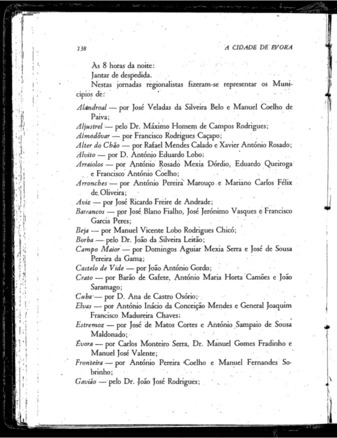 138
A CIDADE DE EVORA
Às 8 horas da noite:
Jantar de despedida.
Nestas jornadas regionalistas fizeram-se representar os Muni-
cípios de:
Alandroal — por José Veladas da Silveira Belo e Manuel Coelho de
Paiva;
Aljustrel — pelo Dr. Máximo Homem de Campos Rodrigues;
Almodôvar — por Francisco Rodrigues Caçapo;
Alter do Chão — por Rafael Mendes Calado e Xavier António Rosado;
Alvito — por D. António Eduardo Lobo;
Arraiolos — por António Rosado Mexia Dórdio, Eduardo Queiroga
e Francisco António Coelho;
Arronches — por António Pereira Marouço e Mariano Carlos Félix
de Oliveira;
Avis — por José Ricardo Freire de Andrade;
Barrancos — por José Blano Fialho, José Jerónimo Vasques e Francisco
Garcia Peres;
Beja — por Manuel Vicente Lobo Rodrigues Chicó;
Borba — pelo Dr. João da Silveira Leitão;
Campo Maior — por Domingos Aguiar Mexia Serra e José de Sousa
Pereira da Gama;
Castelo de Vide — por João António Gordo;
Crato — por Barão de Gafete, António Maria Horta Camões e João
Saramago;
Cuba — por D. Ana de Castro Osório;
Elvas — por António Inácio da Conceição Mendes e General Joaquim
Francisco Madureira Chaves;
Estremoz — por José de Matos Cortes e António Sampaio de Sousa
Maldonado;
Évora — por Carlos Monteiro Serra, Dr. Manuel Gomes Fradinho e
Manuel José Valente;
Fronteira — por António Pereira Coelho e Manuel Fernandes So-
brinho;
Gavião — pelo Dr. João José Rodrigues;